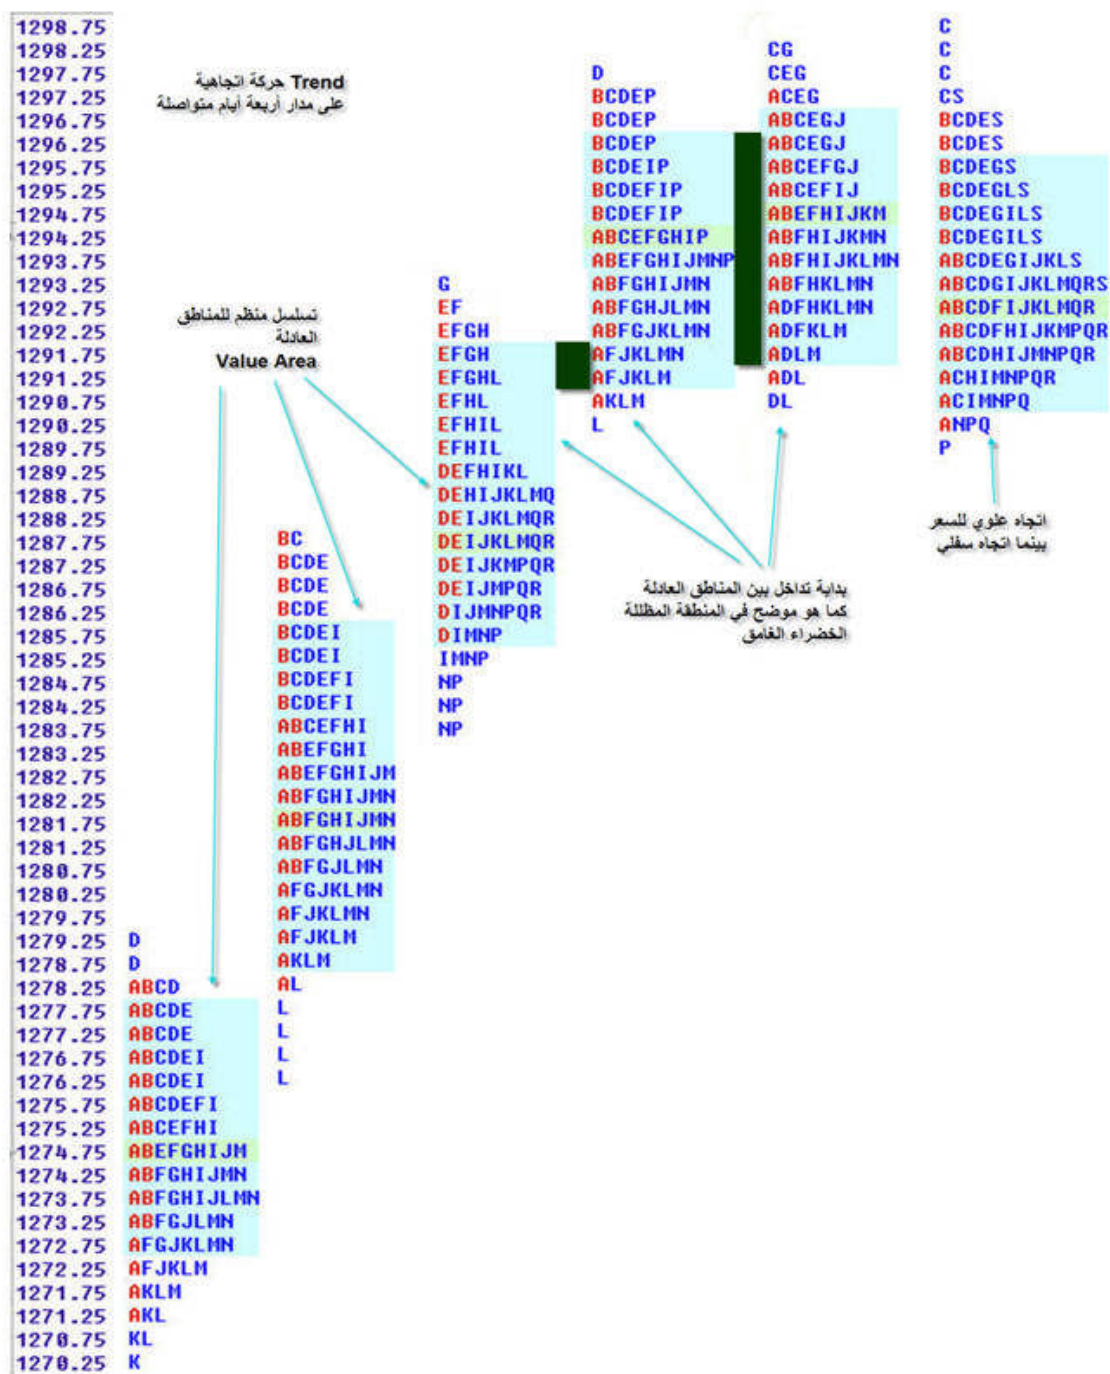 1298.75 C
1298.25 CG C
1297.75 D CEG C
1297.25 BCDEP ACEG CS
1296.75 BCDEP ABCEGJ BCDES
1296.25 BCDEP ABCEGJ BCDES
1295.75 BCDEIP ABCEFGJ BCDEGS
1295.25 BCDEFIP ABCEFIJ BCDEGLS
1294.75 BCDEFIP ABEFHIJKM BCDEGILS
1294.25 ABCEFGHIP ABFHIJKMN BCDEGILS
1293.75 ABEFGHIJMNP ABFHIJKLMN ABCDEGIJKLS
1293.25 G ABFGHIJMN ABFHKLMN ABCDGIJKLMQRS
1292.75 EF ABFGHJLMN ADFHKLMN ABCDFIJKLMQR
1292.25 EFGH ABFGJKLMN ADFKLM ABCDFHIJKMPQR
1291.75 EFGH AFJKLMN ADLM ABCDHIJMNPQR
1291.25 EFGHL AFJKLM ADL ACHIMNPQR
1290.75 EFHL AKLM DL ACIMNPQ
1290.25 EFHIL L ANPQ
1289.75 EFHIL P
1289.25 DEFHIKL
1288.75 DEHIJKLMQ
1288.25 DEIJKLMQR
1287.75 BC DEIJKLMQR
1287.25 BCDE DEIJKMPQR
1286.75 BCDE DEIJMPQR
1286.25 BCDE DIJMNPQR
1285.75 BCDEI DIMNP
1285.25 BCDEI IMNP
1284.75 BCDEFI NP
1284.25 BCDEFI NP
1283.75 ABCEFHI NP
1283.25 ABEFGHI
1282.75 ABEFGHIJM
1282.25 ABFGHIJMN
1281.75 ABFGHIJMN
1281.25 ABFGHJLMN
1280.75 ABFGJLMN
1280.25 AFGJKLMN
1279.75 AFJKLMN
1279.25 D AFJKLM
1278.75 D AKLM
1278.25 ABCD AL
1277.75 ABCDE L
1277.25 ABCDE L
1276.75 ABCDEI L
1276.25 ABCDEI L
1275.75 ABCDEFI
1275.25 ABCEFHI
1274.75 ABEFGHIJM
1274.25 ABFGHIJMN
1273.75 ABFGHIJLMN
1273.25 ABFGJLMN
1272.75 AFGJKLMN
1272.25 AFJKLM
1271.75 AKLM
1271.25 AKL
1270.75 KL
1270.25 K
Trend حركة اتجاهية
على مدار أربعة أيام متواصلة
تسلسل منظم للمناطق
العادلة
Value Area
بداية تداخل بين المناطق العادلة
كما هو موضح في المنطقة المظللة
الخضراء الغامق
اتجاه علوي للسعر
بينما اتجاه سفلي